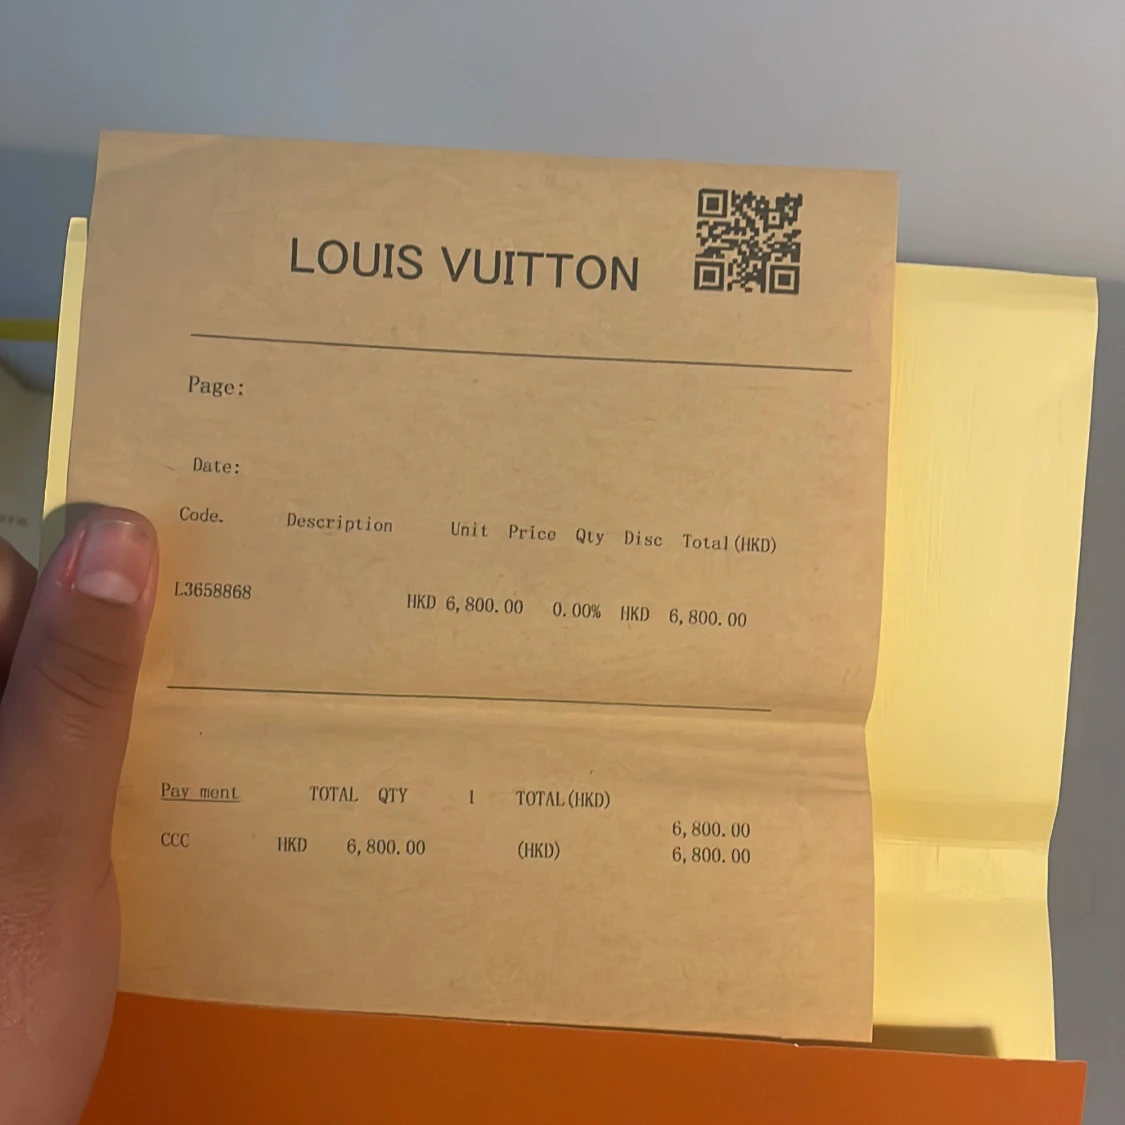 LOUIS VUITTON
Page:
Date:
Code. Description Unit Price Qty Disc Total(HKD)
L3658868 HKD 6,800.00 0.00% HKD 6,800.00
Pay ment TOTAL QTY 1 TOTAL(HKD)
6,800.00
CCC HKD 6,800.00 (HKD) 6,800.00